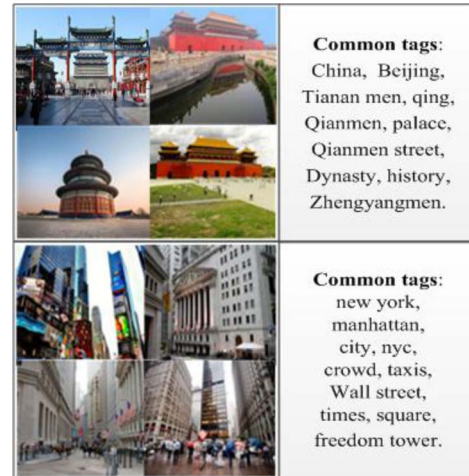 Common tags:
China, Beijing,
Tianan men, qing,
Qianmen, palace,
Qianmen street,
Dynasty, history,
Zhengyangmen.
Common tags:
new york,
manhattan,
city, nyc,
crowd, taxis,
Wall street,
times, square,
freedom tower.